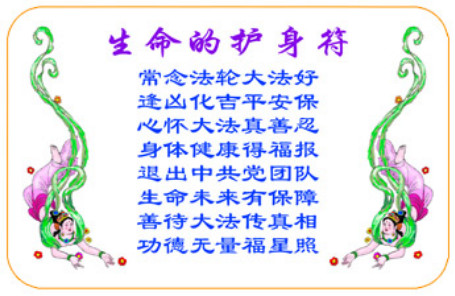 生命的护身符
常念法轮大法好
逢凶化吉平安保
心怀大法真善忍
身体健康得福报
退出中共党团队
生命未来有保障
善待大法传真相
功德无量福星照